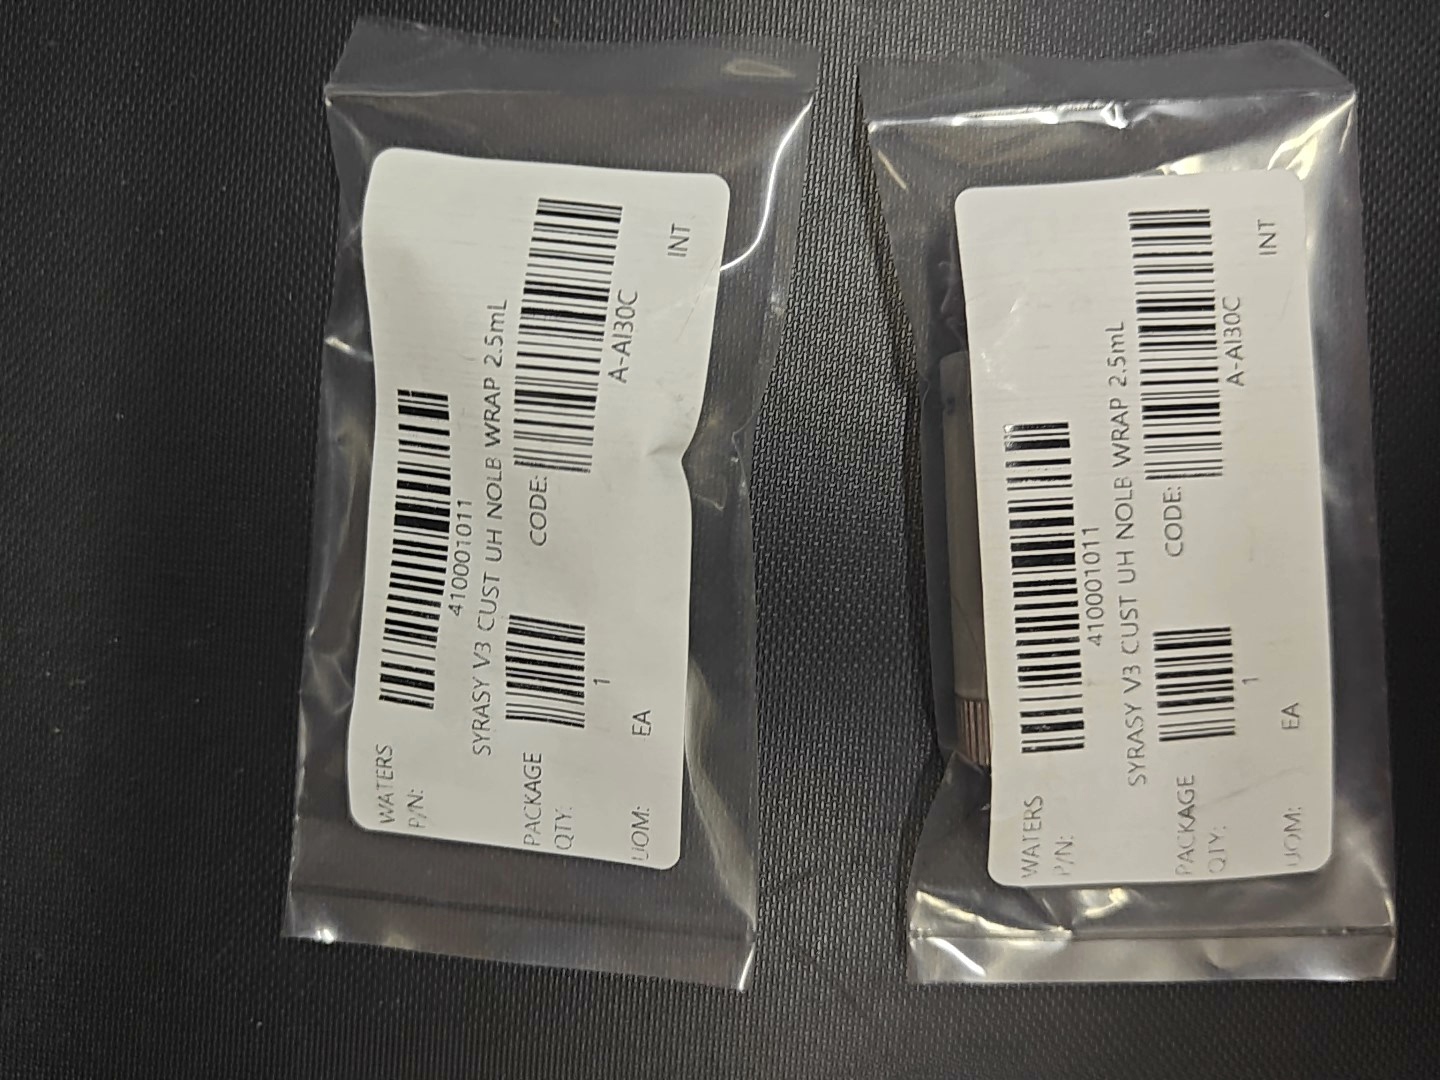 WATERS
P/N:
410001011
SYRASY V3 CUST UH NOLB WRAP 2.5mL
PACKAGE
QTY:
1
CODE:
A-AI30C
UOM:
EA
INT
WATERS
P/N:
410001011
SYRASY V3 CUST UH NOLB WRAP 2.5mL
PACKAGE
QTY:
1
CODE:
A-AI30C
UOM:
EA
INT